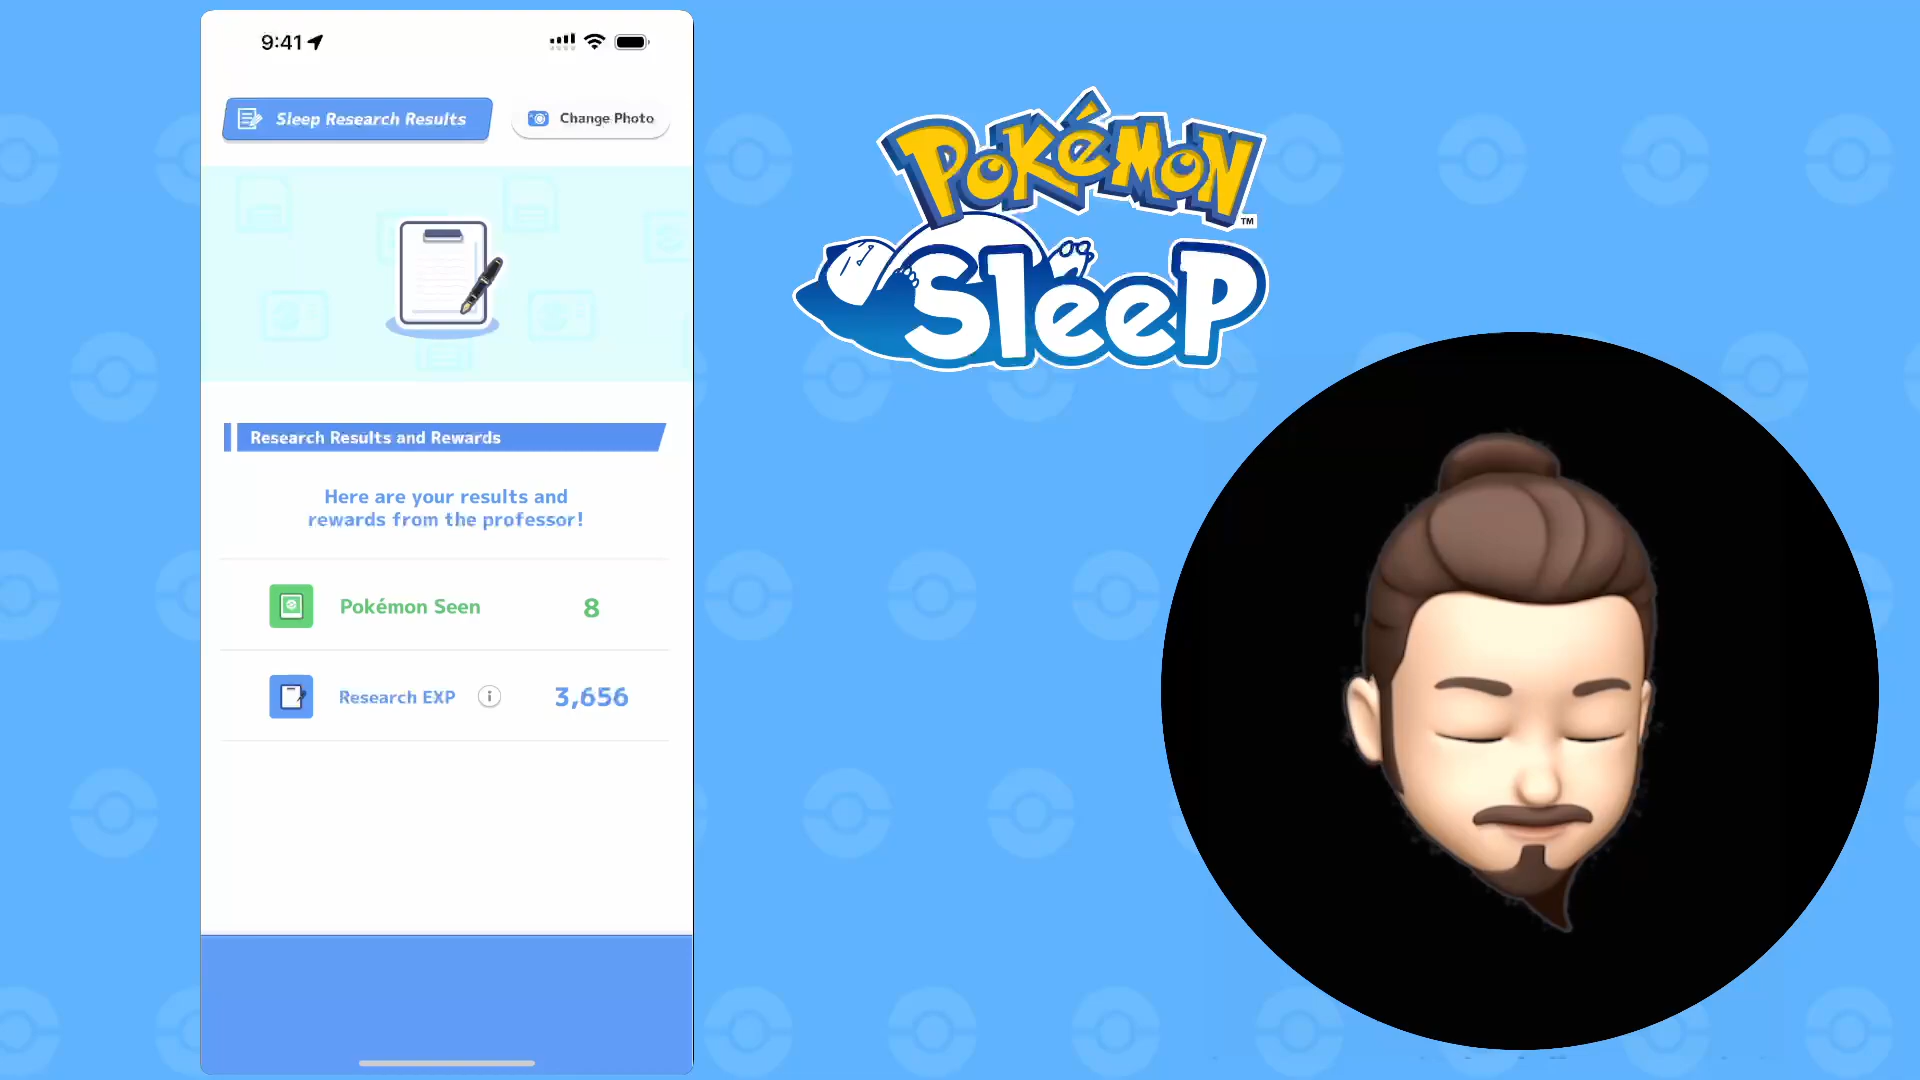 9:41
Sleep Research Results
Change Photo
Research Results and Rewards
Here are your results and
rewards from the professor!
Pokémon Seen
8
Research EXP
3,656
Pokémon
TM
Sleep